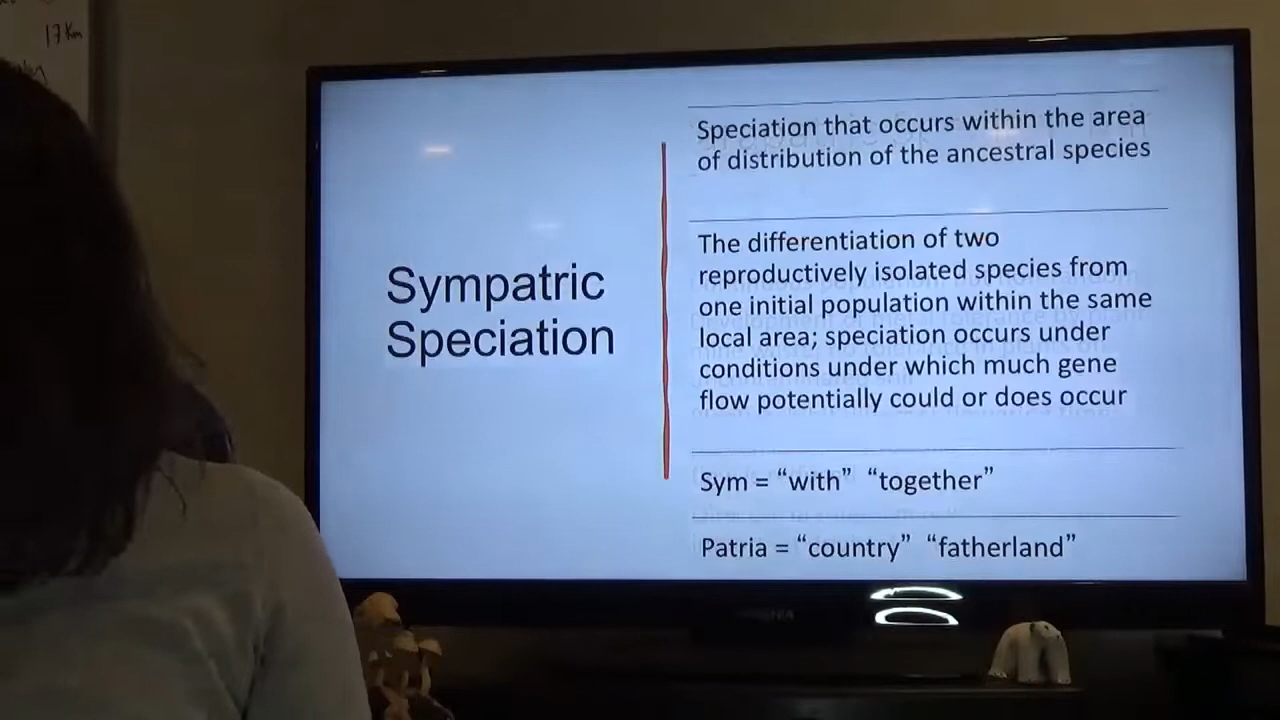 17 Km
Sympatric
Speciation
Speciation that occurs within the area
of distribution of the ancestral species
The differentiation of two
reproductively isolated species from
one initial population within the same
local area; speciation occurs under
conditions under which much gene
flow potentially could or does occur
Sym = “with” “together”
Patria = “country” “fatherland”